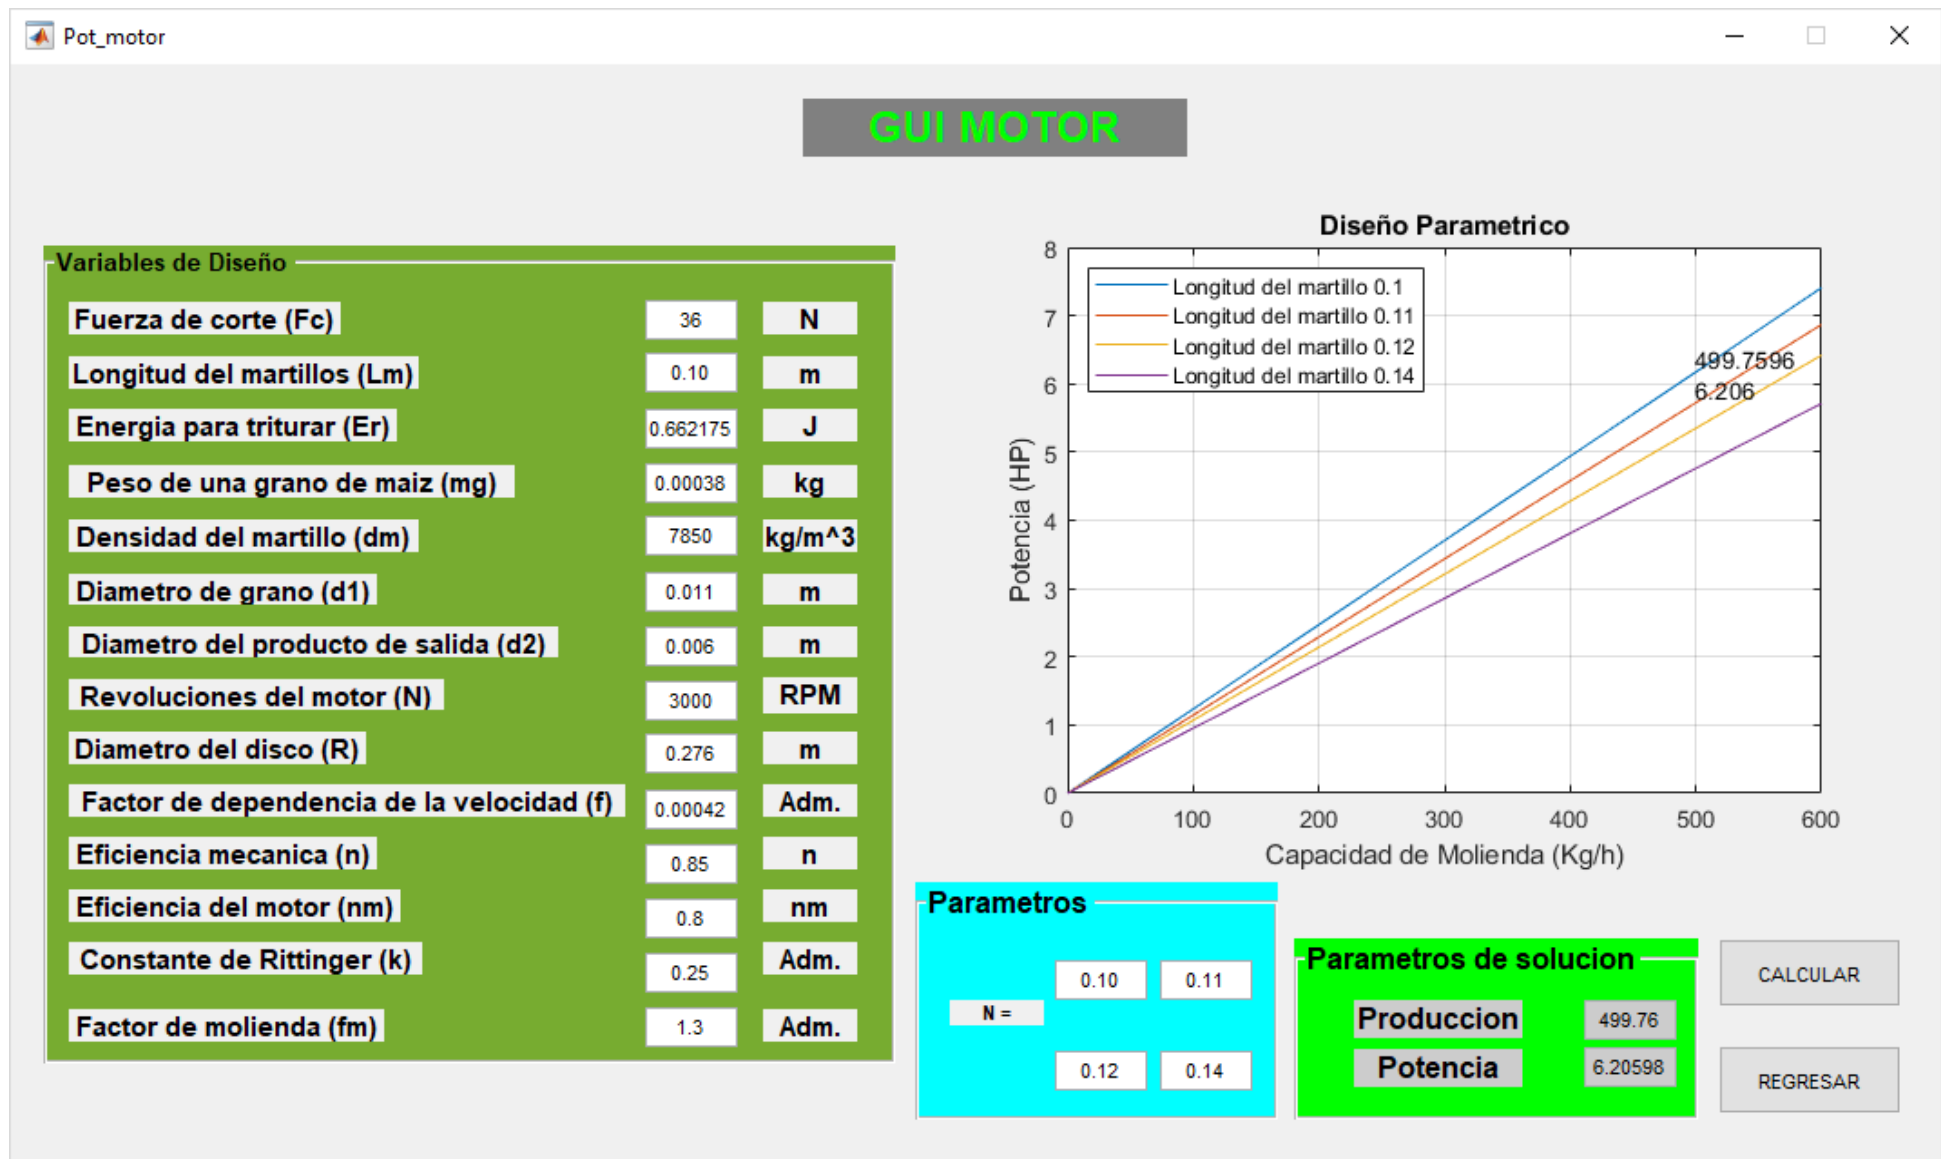 Pot_motor
GUI MOTOR
Variables de Diseño
Fuerza de corte (Fc) 36 N
Longitud del martillos (Lm) 0.10 m
Energia para triturar (Er) 0.662175 J
Peso de una grano de maiz (mg) 0.00038 kg
Densidad del martillo (dm) 7850 kg/m^3
Diametro de grano (d1) 0.011 m
Diametro del producto de salida (d2) 0.006 m
Revoluciones del motor (N) 3000 RPM
Diametro del disco (R) 0.276 m
Factor de dependencia de la velocidad (f) 0.00042 Adm.
Eficiencia mecanica (n) 0.85 n
Eficiencia del motor (nm) 0.8 nm
Constante de Rittinger (k) 0.25 Adm.
Factor de molienda (fm) 1.3 Adm.
Diseño Parametrico
Longitud del martillo 0.1
Longitud del martillo 0.11
Longitud del martillo 0.12
Longitud del martillo 0.14
499.7596
6.206
Potencia (HP)
8
7
6
5
4
3
2
1
0
0 100 200 300 400 500 600
Capacidad de Molienda (Kg/h)
Parametros
N =
0.10 0.11
0.12 0.14
Parametros de solucion
Produccion 499.76
Potencia 6.20598
CALCULAR
REGRESAR